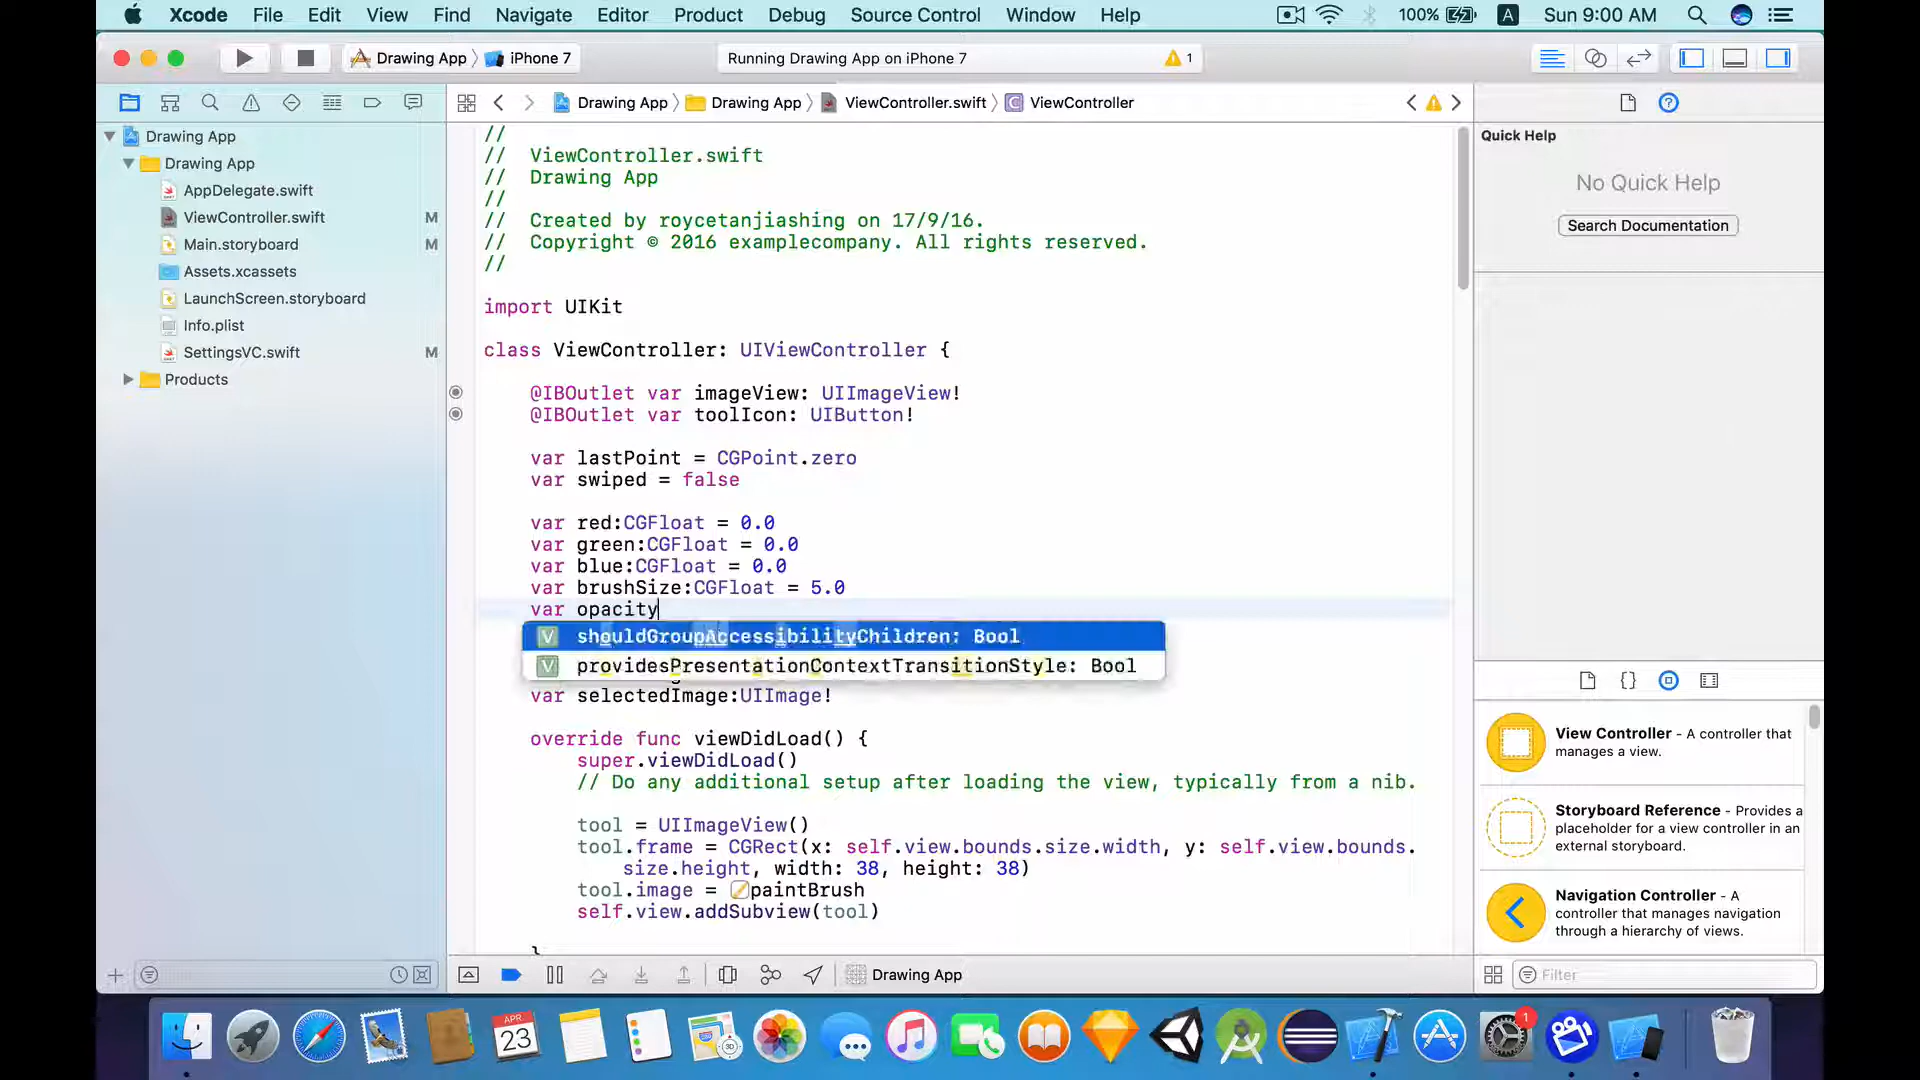 Xcode File Edit View Find Navigate Editor Product Debug Source Control Window Help 100% A Sun 9:00 AM
Drawing App iPhone 7 Running Drawing App on iPhone 7 1
Drawing App Drawing App ViewController.swift ViewController
Drawing App
Drawing App
AppDelegate.swift
ViewController.swift M
Main.storyboard M
Assets.xcassets
LaunchScreen.storyboard
Info.plist
SettingsVC.swift M
Products
//
// ViewController.swift
// Drawing App
//
// Created by roycetanjiashing on 17/9/16.
// Copyright © 2016 examplecompany. All rights reserved.
//
import UIKit
class ViewController: UIViewController {
@IBOutlet var imageView: UIImageView!
@IBOutlet var toolIcon: UIButton!
var lastPoint = CGPoint.zero
var swiped = false
var red:CGFloat = 0.0
var green:CGFloat = 0.0
var blue:CGFloat = 0.0
var brushSize:CGFloat = 5.0
var opacity
V shouldGroupAccessibilityChildren: Bool
V providesPresentationContextTransitionStyle: Bool
var selectedImage:UIImage!
override func viewDidLoad() {
super.viewDidLoad()
// Do any additional setup after loading the view, typically from a nib.
tool = UIImageView()
tool.frame = CGRect(x: self.view.bounds.size.width, y: self.view.bounds.
size.height, width: 38, height: 38)
tool.image = paintBrush
self.view.addSubview(tool)
}
Drawing App
Quick Help
No Quick Help
Search Documentation
{}
View Controller - A controller that
manages a view.
Storyboard Reference - Provides a
placeholder for a view controller in an
external storyboard.
Navigation Controller - A
controller that manages navigation
through a hierarchy of views.
Filter
APR
23
3D
1